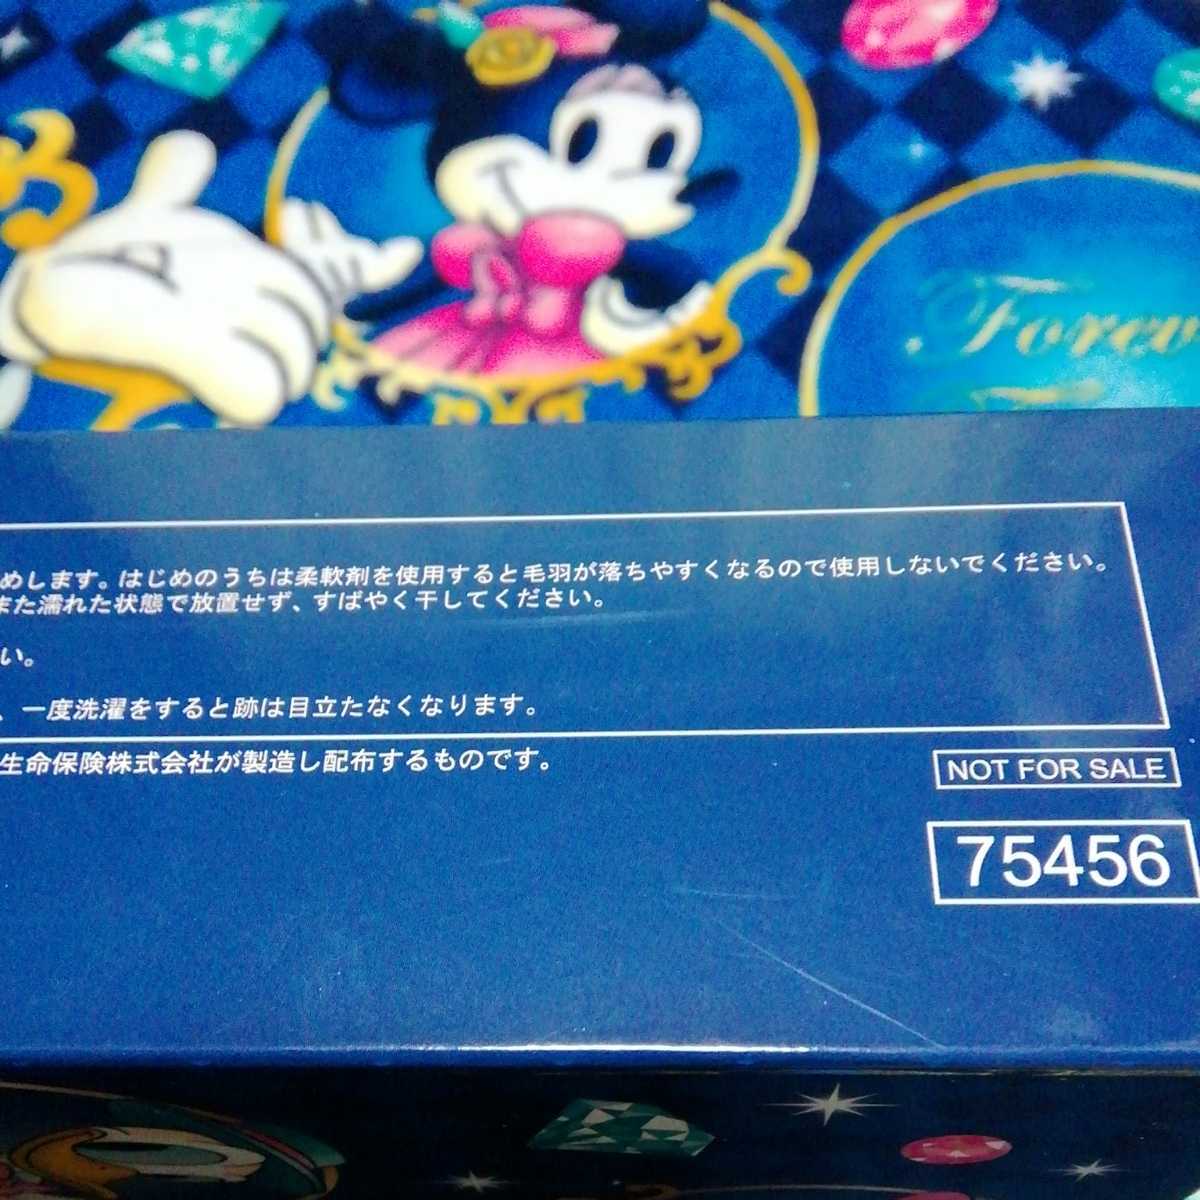 Forev
めします。はじめのうちは柔軟剤を使用すると毛羽が落ちやすくなるので使用しないでください。
また濡れた状態で放置せず、すばやく干してください。
い。
、一度洗濯をすると跡は目立たなくなります。
生命保険株式会社が製造し配布するものです。
NOT FOR SALE
75456